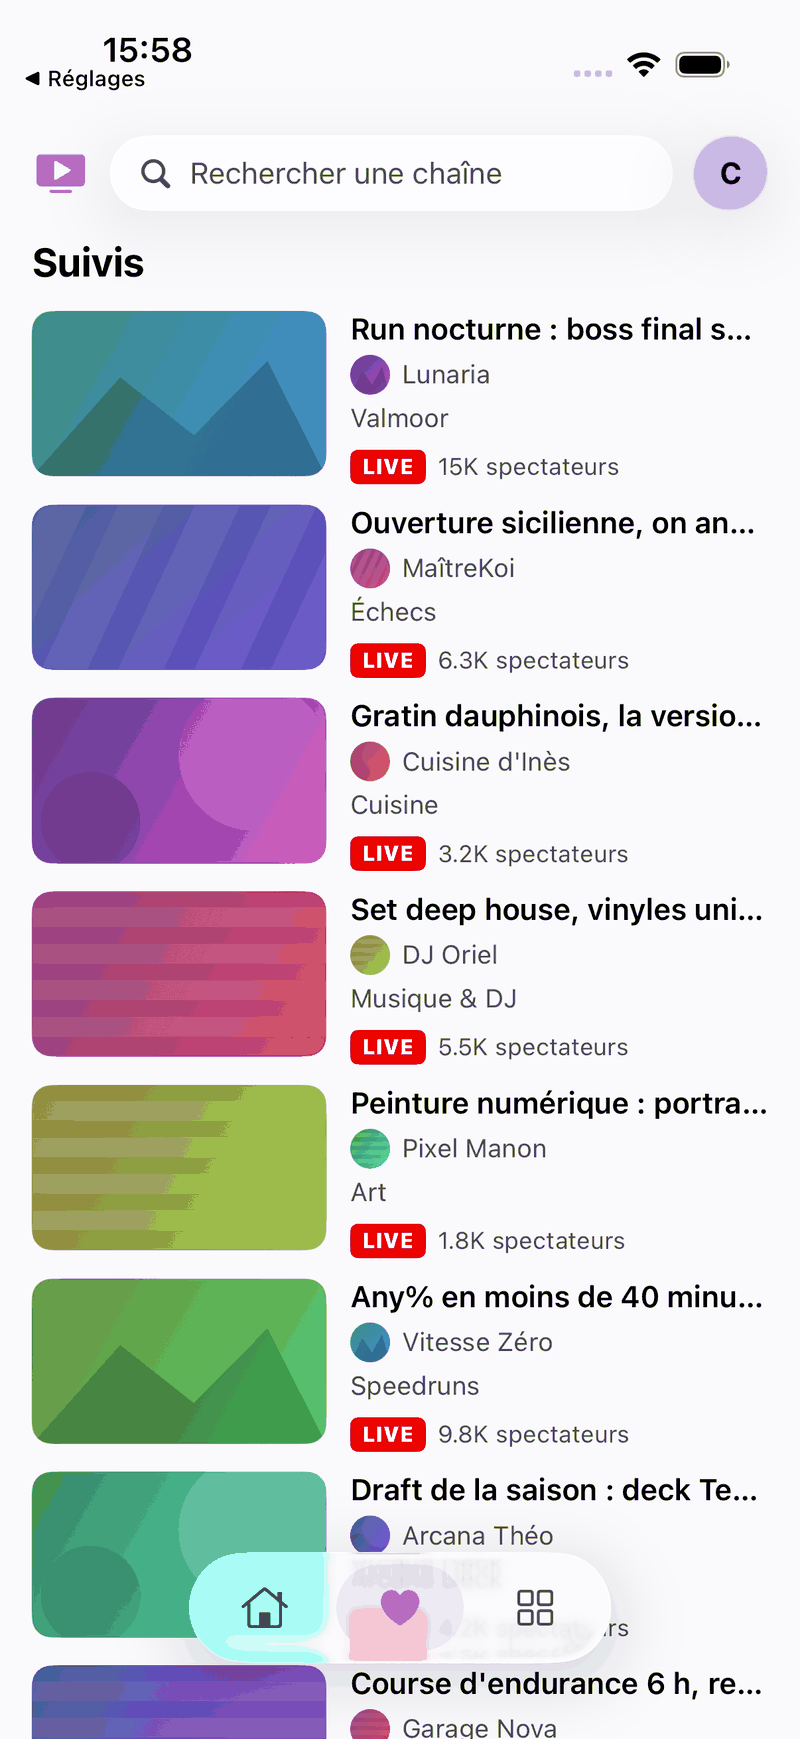 15:58
◀ Réglages
Rechercher une chaîne
C
Suivis
Run nocturne : boss final s...
Lunaria
Valmoor
LIVE 15K spectateurs
Ouverture sicilienne, on an...
MaîtreKoi
Échecs
LIVE 6.3K spectateurs
Gratin dauphinois, la versio...
Cuisine d'Inès
Cuisine
LIVE 3.2K spectateurs
Set deep house, vinyles uni...
DJ Oriel
Musique & DJ
LIVE 5.5K spectateurs
Peinture numérique : portra...
Pixel Manon
Art
LIVE 1.8K spectateurs
Any% en moins de 40 minu...
Vitesse Zéro
Speedruns
LIVE 9.8K spectateurs
Draft de la saison : deck Te...
Arcana Théo
Course d'endurance 6 h, re...
Garage Nova